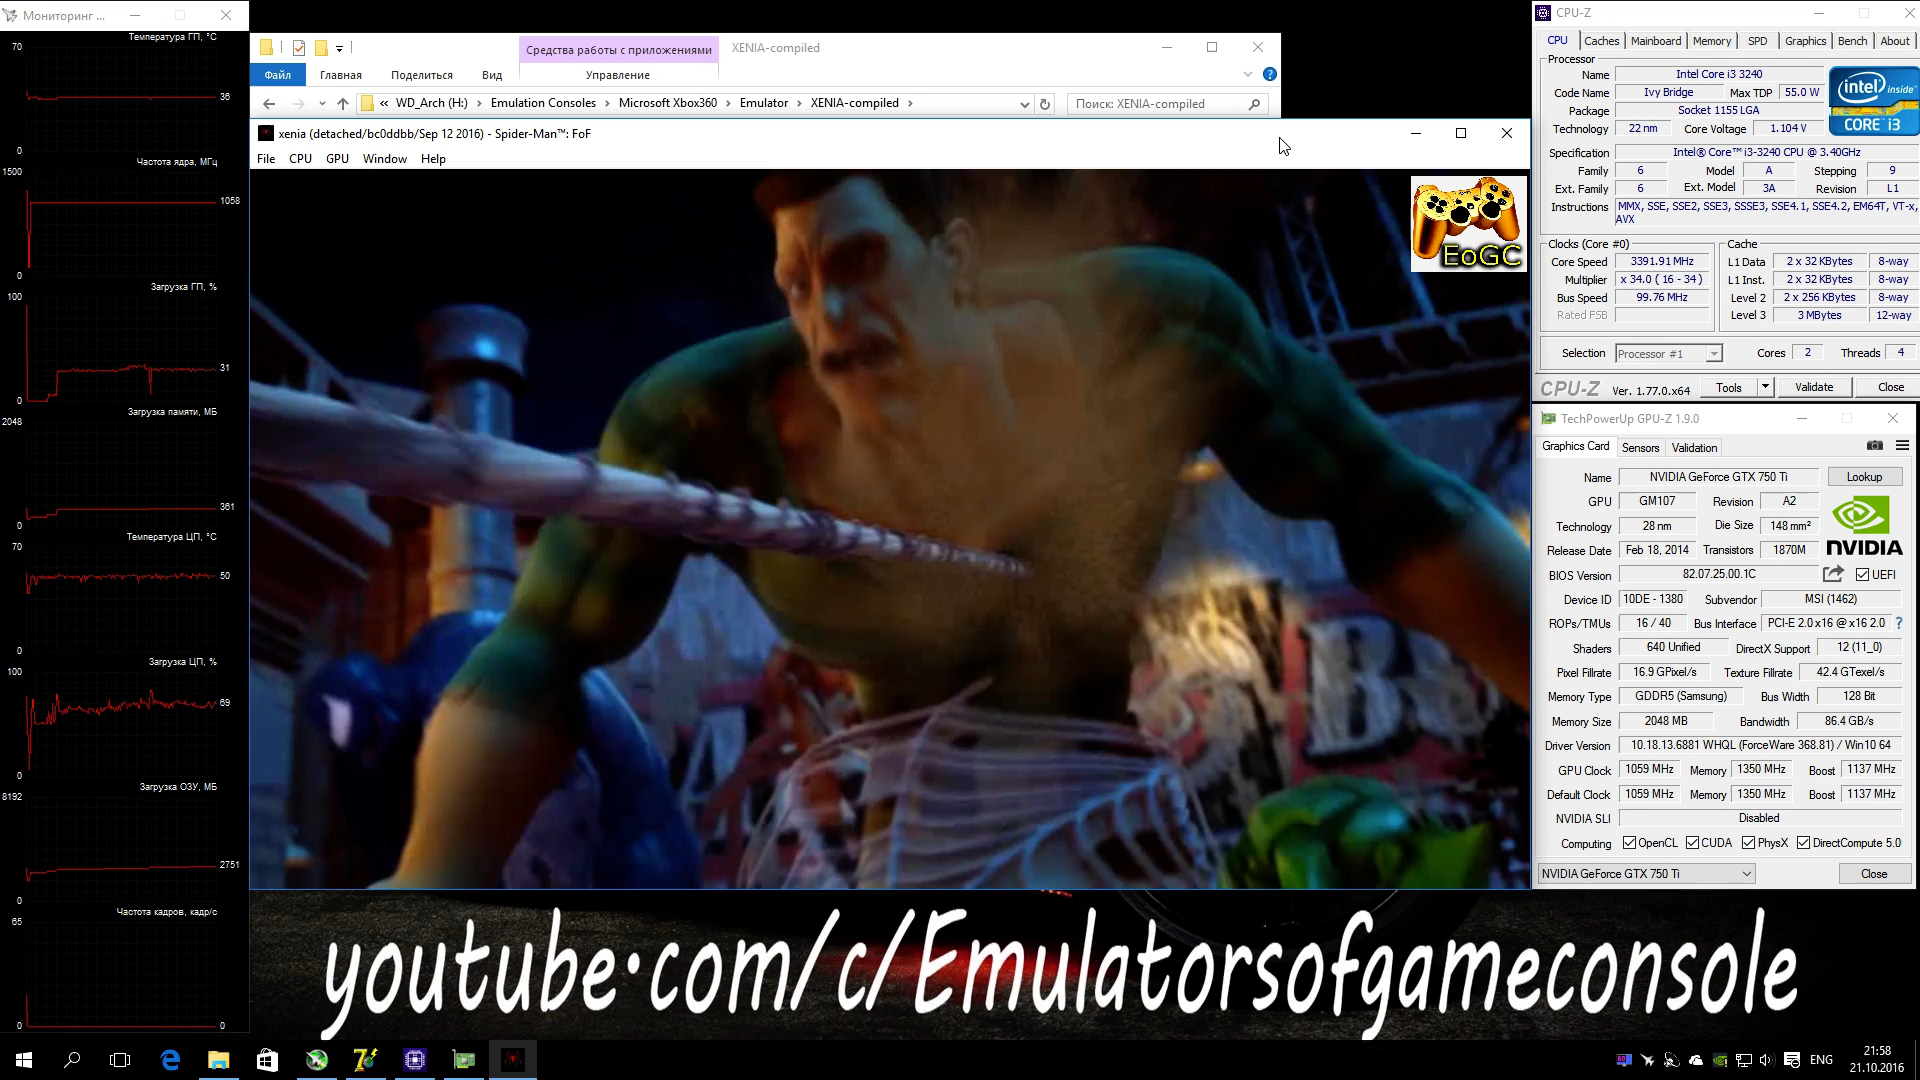 Мониторинг ...
Температура ГП, °C
70
36
0
Частота ядра, МГц
1500
1058
0
Загрузка ГП, %
100
31
0
Загрузка памяти, МБ
2048
361
0
Температура ЦП, °C
70
50
0
Загрузка ЦП, %
100
69
0
Загрузка ОЗУ, МБ
8192
2751
0
Частота кадров, кадр/с
65
0
0
Средства работы с приложениями
XENIA-compiled
Файл
Главная
Поделиться
Вид
Управление
« WD_Arch (H:) Emulation Consoles Microsoft Xbox360 Emulator XENIA-compiled
Поиск: XENIA-compiled
xenia (detached/bc0ddbb/Sep 12 2016) - Spider-Man™: FoF
File CPU GPU Window Help
EoGC
youtube.com/c/Emulatorsofgameconsole
CPU-Z
CPU Caches Mainboard Memory SPD Graphics Bench About
Processor
Name Intel Core i3 3240
Code Name Ivy Bridge Max TDP 55.0 W
Package Socket 1155 LGA
Technology 22 nm Core Voltage 1.104 V
intel inside™
CORE i3
Specification Intel® Core™ i3-3240 CPU @ 3.40GHz
Family 6 Model A Stepping 9
Ext. Family 6 Ext. Model 3A Revision L1
Instructions MMX, SSE, SSE2, SSE3, SSSE3, SSE4.1, SSE4.2, EM64T, VT-x,
AVX
Clocks (Core #0)
Core Speed 3391.91 MHz
Multiplier x 34.0 ( 16 - 34 )
Bus Speed 99.76 MHz
Rated FSB
Cache
L1 Data 2 x 32 KBytes 8-way
L1 Inst. 2 x 32 KBytes 8-way
Level 2 2 x 256 KBytes 8-way
Level 3 3 MBytes 12-way
Selection Processor #1 Cores 2 Threads 4
CPU-Z Ver. 1.77.0.x64 Tools Validate Close
TechPowerUp GPU-Z 1.9.0
Graphics Card Sensors Validation
Name NVIDIA GeForce GTX 750 Ti Lookup
GPU GM107 Revision A2
Technology 28 nm Die Size 148 mm²
Release Date Feb 18, 2014 Transistors 1870M
NVIDIA
BIOS Version 82.07.25.00.1C UEFI
Device ID 10DE - 1380 Subvendor MSI (1462)
ROPs/TMUs 16 / 40 Bus Interface PCI-E 2.0 x16 @ x16 2.0 ?
Shaders 640 Unified DirectX Support 12 (11_0)
Pixel Fillrate 16.9 GPixel/s Texture Fillrate 42.4 GTexel/s
Memory Type GDDR5 (Samsung) Bus Width 128 Bit
Memory Size 2048 MB Bandwidth 86.4 GB/s
Driver Version 10.18.13.6881 WHQL (ForceWare 368.81) / Win10 64
GPU Clock 1059 MHz Memory 1350 MHz Boost 1137 MHz
Default Clock 1059 MHz Memory 1350 MHz Boost 1137 MHz
NVIDIA SLI Disabled
Computing OpenCL CUDA PhysX DirectCompute 5.0
NVIDIA GeForce GTX 750 Ti Close
ENG
21:58
21.10.2016